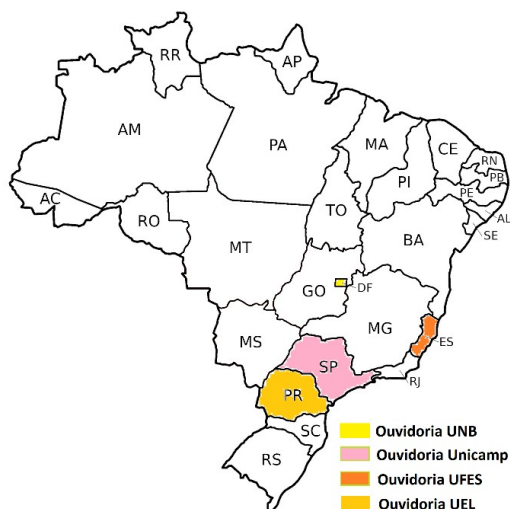 RR
AP
AM
PA
MA
CE
RN
PB
PI
PE
AL
SE
AC
RO
TO
BA
MT
GO
DF
MG
ES
MS
SP
RJ
PR
SC
RS
Ouvidoria UNB
Ouvidoria Unicamp
Ouvidoria UFES
Ouvidoria UEL